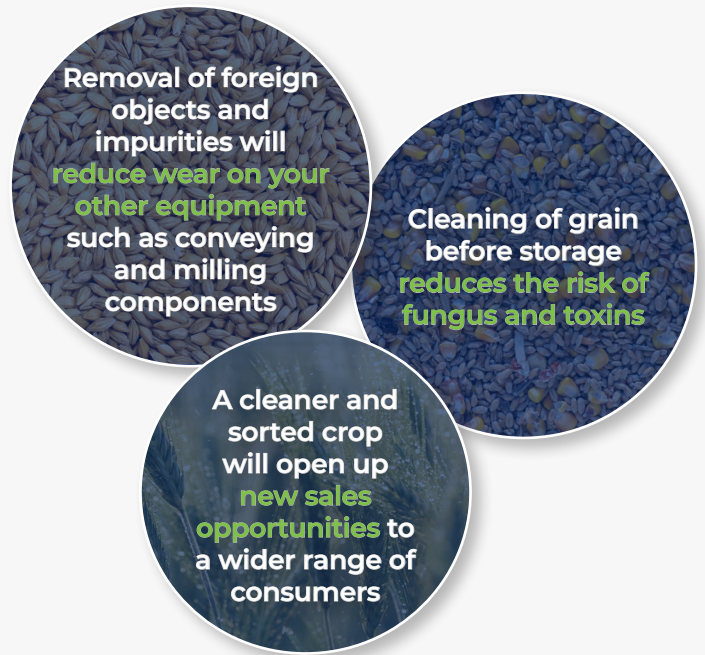 Removal of foreign
objects and
impurities will
reduce wear on your
other equipment
such as conveying
and milling
components
Cleaning of grain
before storage
reduces the risk of
fungus and toxins
A cleaner and
sorted crop
will open up
new sales
opportunities to
a wider range of
consumers